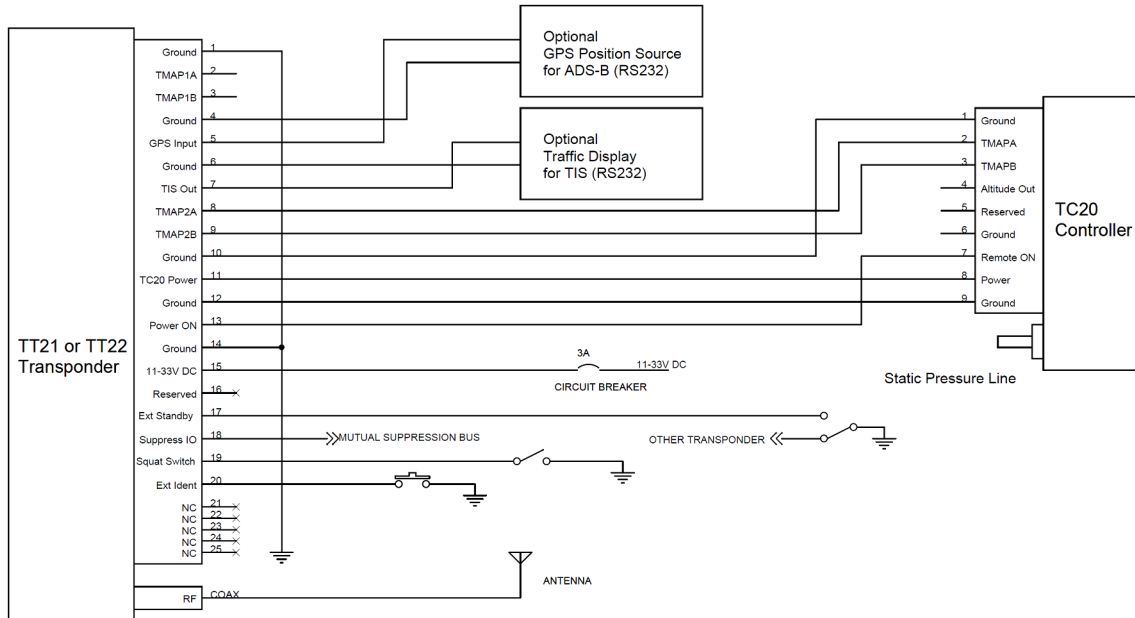 Optional
GPS Position Source
for ADS-B (RS232)
Optional
Traffic Display
for TIS (RS232)
TT21 or TT22
Transponder
Ground 1
TMAP1A 2
TMAP1B 3
Ground 4
GPS Input 5
Ground 6
TIS Out 7
TMAP2A 8
TMAP2B 9
Ground 10
TC20 Power 11
Ground 12
Power ON 13
Ground 14
11-33V DC 15
Reserved 16
Ext Standby 17
Suppress IO 18
Squat Switch 19
Ext Ident 20
NC 21
NC 22
NC 23
NC 24
NC 25
RF COAX
1 Ground
2 TMAPA
3 TMAPB
4 Altitude Out
5 Reserved
6 Ground
7 Remote ON
8 Power
9 Ground
TC20
Controller
Static Pressure Line
3A
11-33V DC
CIRCUIT BREAKER
MUTUAL SUPPRESSION BUS
OTHER TRANSPONDER
ANTENNA